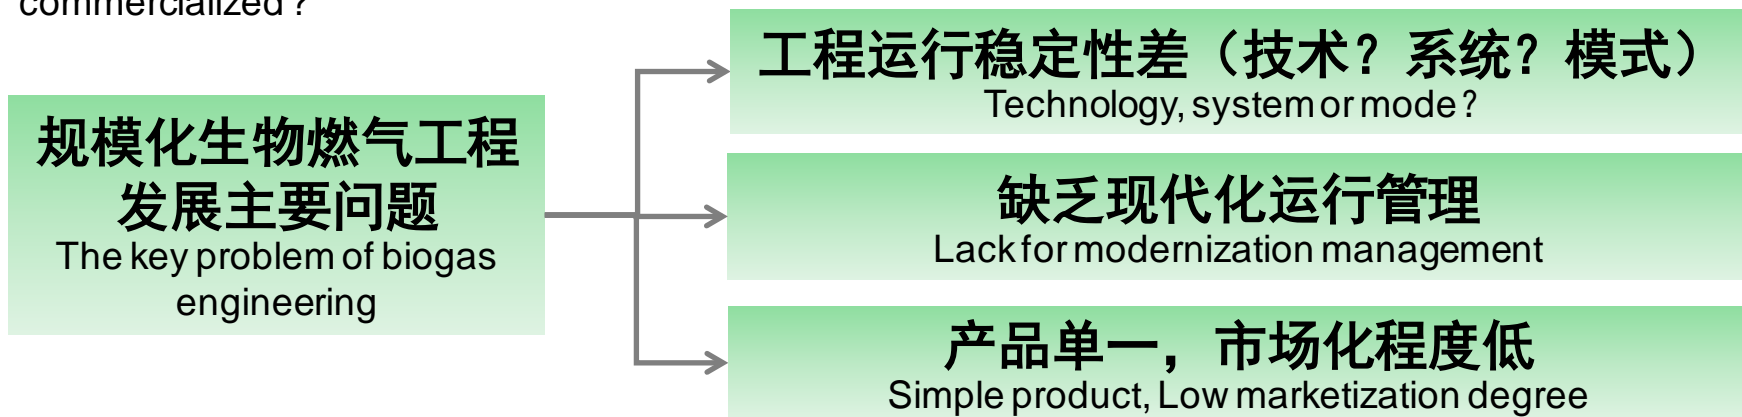 commercialized?
规模化生物燃气工程
发展主要问题
The key problem of biogas
engineering
工程运行稳定性差（技术？系统？模式）
Technology, system or mode？
缺乏现代化运行管理
Lack for modernization management
产品单一，市场化程度低
Simple product, Low marketization degree